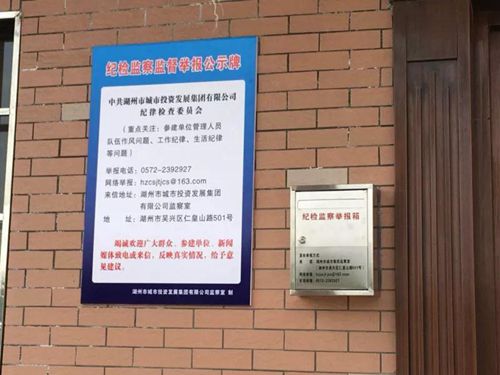 纪检监察监督举报公示牌
中共湖州市城市投资发展集团有限公司
纪律检查委员会
（重点关注：参建单位管理人员
队伍作风问题、工作纪律、生活纪律
等问题）
举报电话：0572-2392927
网络举报：hzcsjtjcs@163.com
来信地址：湖州市城市投资发展集团
有限公司监察室
地 址：湖州市吴兴区仁皇山路501号
竭诚欢迎广大群众、参建单位、新闻
媒体致电或来信，反映真实情况，给予意
见建议。
湖州市城市投资发展集团有限公司监察室 制
纪检监察举报箱